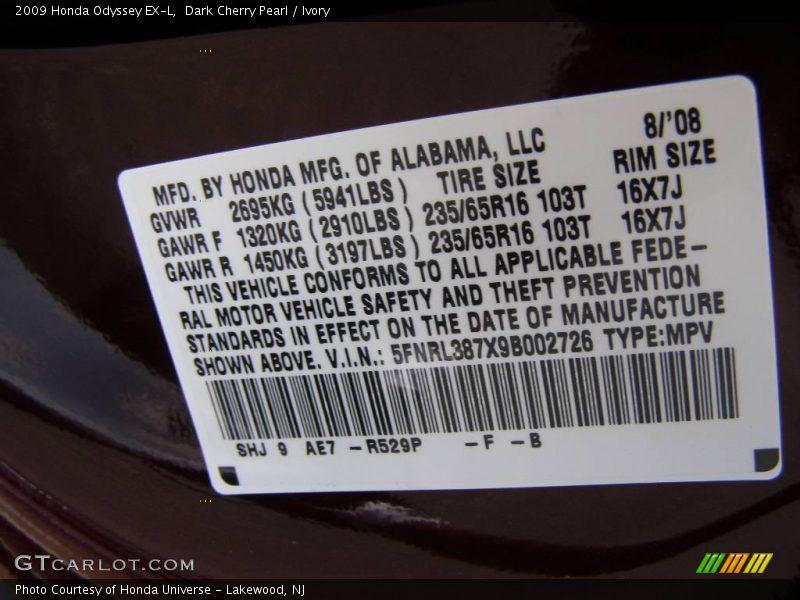 2009 Honda Odyssey EX-L, Dark Cherry Pearl / Ivory
MFD. BY HONDA MFG. OF ALABAMA, LLC 8/'08
GVWR 2695KG (5941LBS) TIRE SIZE RIM SIZE
GAWR F 1320KG (2910LBS) 235/65R16 103T 16X7J
GAWR R 1450KG (3197LBS) 235/65R16 103T 16X7J
THIS VEHICLE CONFORMS TO ALL APPLICABLE FEDE-
RAL MOTOR VEHICLE SAFETY AND THEFT PREVENTION
STANDARDS IN EFFECT ON THE DATE OF MANUFACTURE
SHOWN ABOVE. V.I.N.: 5FNRL387X9B002726 TYPE:MPV
SHJ 9 AE7 -R529P -F -B
GTCARLOT.COM
Photo Courtesy of Honda Universe - Lakewood, NJ